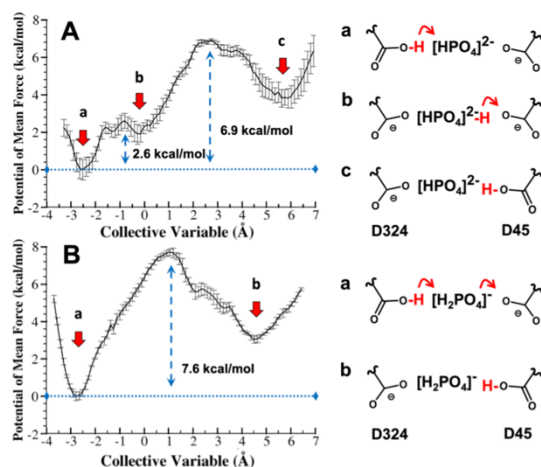 A
Potential of Mean Force (kcal/mol)
8
6
4
2
0
-2
a
b
c
2.6 kcal/mol
6.9 kcal/mol
-4 -3 -2 -1 0 1 2 3 4 5 6 7
Collective Variable (Å)
B
Potential of Mean Force (kcal/mol)
8
6
4
2
0
-2
a
b
7.6 kcal/mol
-4 -3 -2 -1 0 1 2 3 4 5 6 7
Collective Variable (Å)
a
O-H [HPO₄]²⁻ O
O ⊖ O
b
O [HPO₄]²⁻-H O
⊖ O ⊖ O
c
O [HPO₄]²⁻ H-O
⊖ O O
D324 D45
a
O-H [H₂PO₄]⁻ O
O ⊖ O
b
O [H₂PO₄]⁻ H-O
⊖ O O
D324 D45